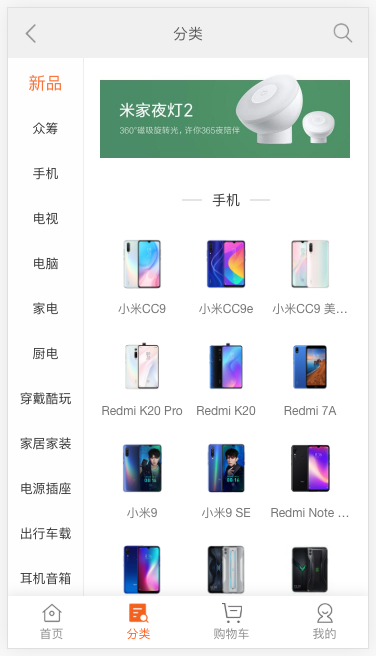 分类
新品
众筹
手机
电视
电脑
家电
厨电
穿戴酷玩
家居家装
电源插座
出行车载
耳机音箱
米家夜灯2
360°磁吸旋转光，许你365夜陪伴
手机
小米CC9
小米CC9e
小米CC9 美…
Redmi K20 Pro
Redmi K20
Redmi 7A
小米9
小米9 SE
Redmi Note …
首页
分类
购物车
我的